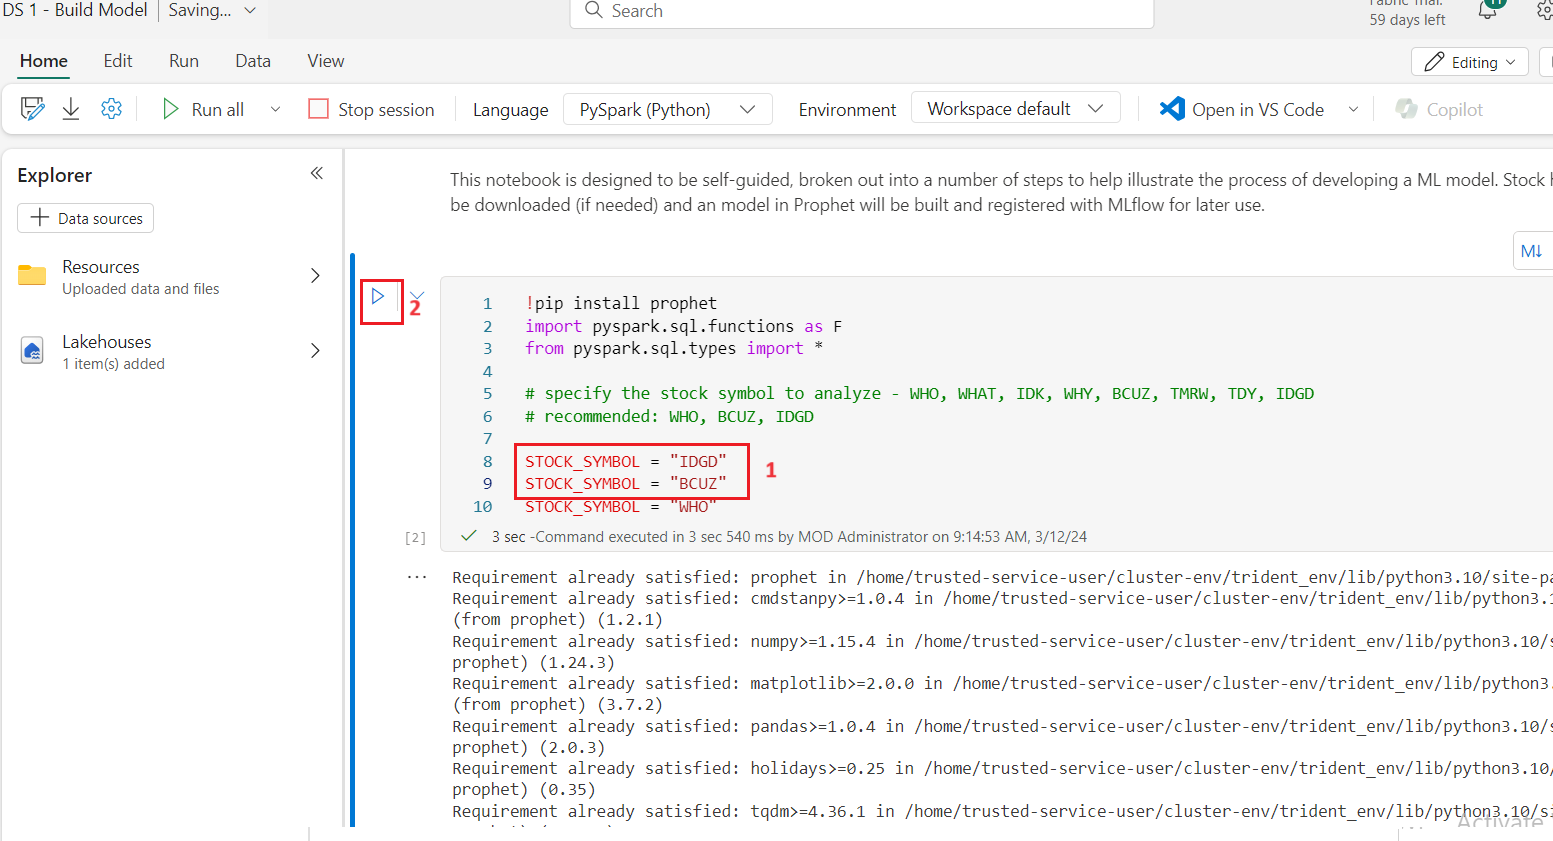 DS 1 - Build Model | Saving...
Search
Fabric Trial:
59 days left
11
Home Edit Run Data View
Editing
Run all Stop session Language PySpark (Python) Environment Workspace default Open in VS Code Copilot
Explorer
+ Data sources
Resources
Uploaded data and files
Lakehouses
1 item(s) added
This notebook is designed to be self-guided, broken out into a number of steps to help illustrate the process of developing a ML model. Stock
be downloaded (if needed) and an model in Prophet will be built and registered with MLflow for later use.
M↓
2
1 !pip install prophet
2 import pyspark.sql.functions as F
3 from pyspark.sql.types import *
4
5 # specify the stock symbol to analyze - WHO, WHAT, IDK, WHY, BCUZ, TMRW, TDY, IDGD
6 # recommended: WHO, BCUZ, IDGD
7
8 STOCK_SYMBOL = "IDGD"
9 STOCK_SYMBOL = "BCUZ"
1
10 STOCK_SYMBOL = "WHO"
[2] 3 sec -Command executed in 3 sec 540 ms by MOD Administrator on 9:14:53 AM, 3/12/24
... Requirement already satisfied: prophet in /home/trusted-service-user/cluster-env/trident_env/lib/python3.10/site-pa
Requirement already satisfied: cmdstanpy>=1.0.4 in /home/trusted-service-user/cluster-env/trident_env/lib/python3.1
(from prophet) (1.2.1)
Requirement already satisfied: numpy>=1.15.4 in /home/trusted-service-user/cluster-env/trident_env/lib/python3.10/s
prophet) (1.24.3)
Requirement already satisfied: matplotlib>=2.0.0 in /home/trusted-service-user/cluster-env/trident_env/lib/python3.
(from prophet) (3.7.2)
Requirement already satisfied: pandas>=1.0.4 in /home/trusted-service-user/cluster-env/trident_env/lib/python3.10/s
prophet) (2.0.3)
Requirement already satisfied: holidays>=0.25 in /home/trusted-service-user/cluster-env/trident_env/lib/python3.10/
prophet) (0.35)
Requirement already satisfied: tqdm>=4.36.1 in /home/trusted-service-user/cluster-env/trident_env/lib/python3.10/si
Activate